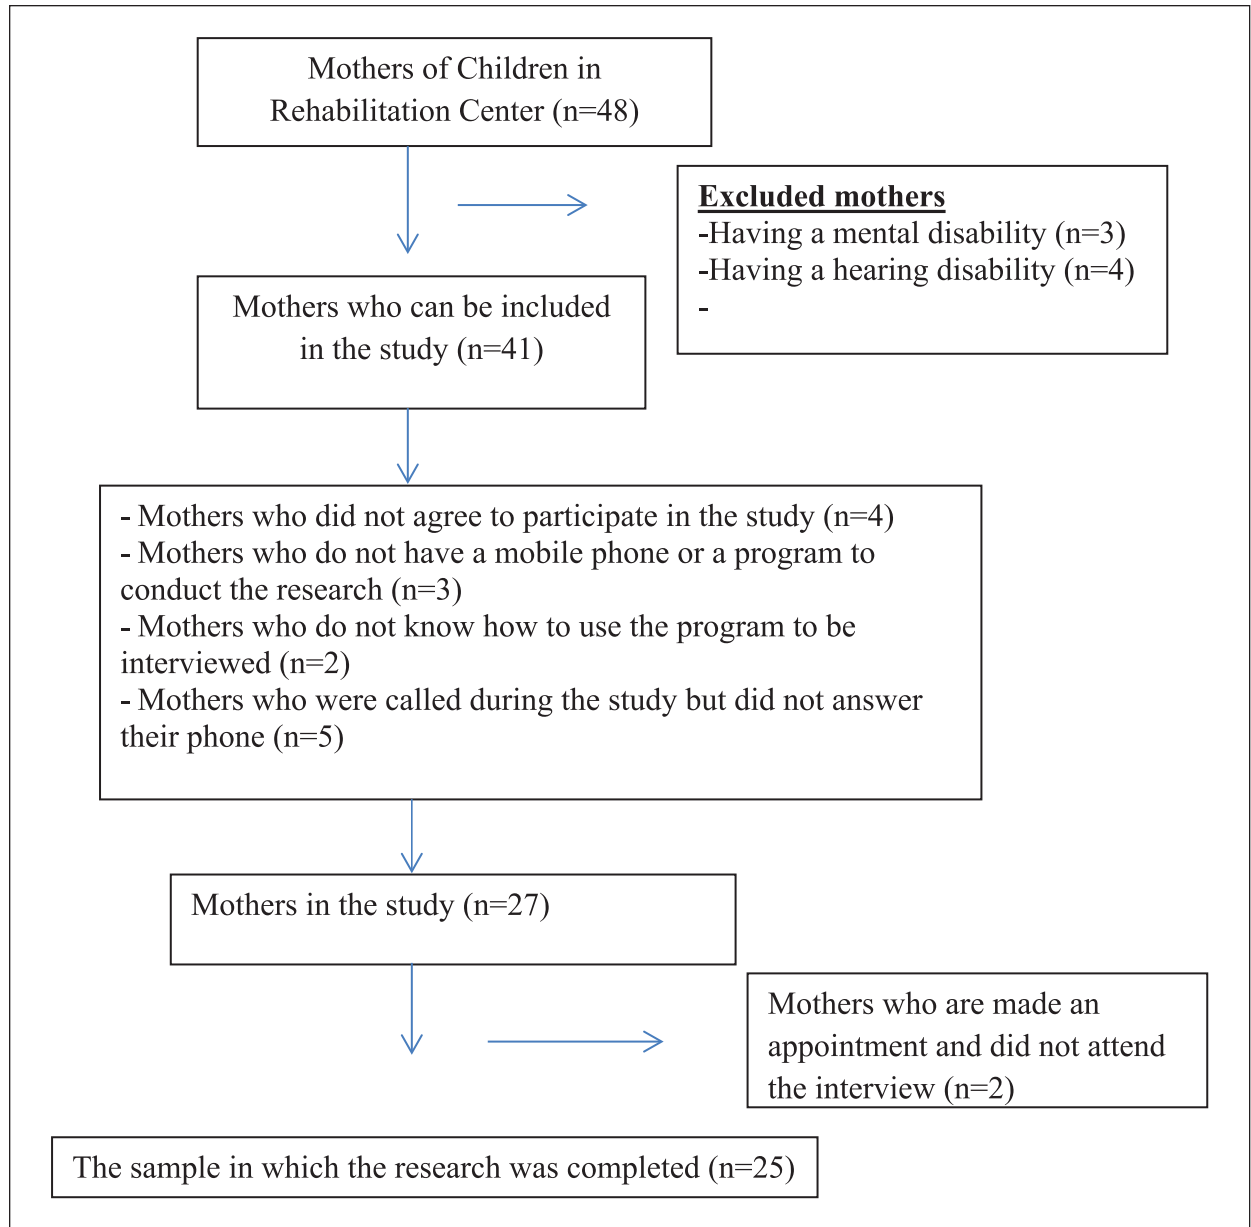 Mothers of Children in
Rehabilitation Center (n=48)
Excluded mothers
-Having a mental disability (n=3)
-Having a hearing disability (n=4)
-
Mothers who can be included
in the study (n=41)
- Mothers who did not agree to participate in the study (n=4)
- Mothers who do not have a mobile phone or a program to
conduct the research (n=3)
- Mothers who do not know how to use the program to be
interviewed (n=2)
- Mothers who were called during the study but did not answer
their phone (n=5)
Mothers in the study (n=27)
Mothers who are made an
appointment and did not attend
the interview (n=2)
The sample in which the research was completed (n=25)